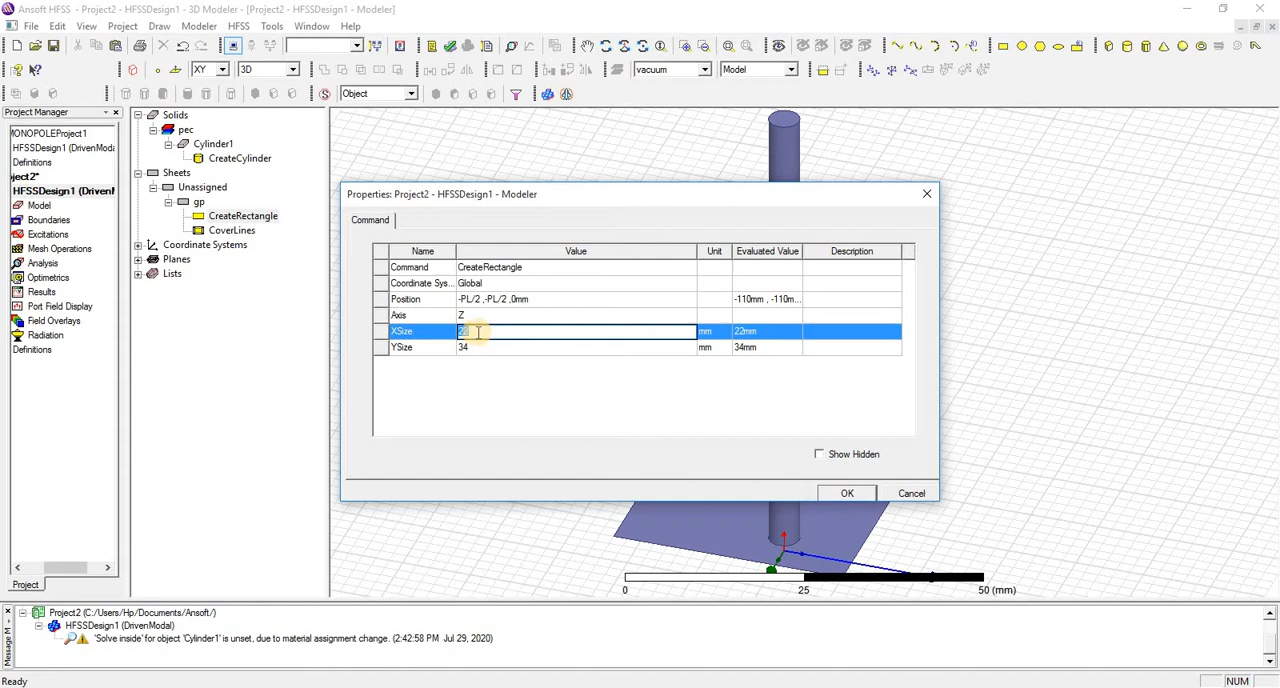 Ansoft HFSS - Project2 - HFSSDesign1 - 3D Modeler - [Project2 - HFSSDesign1 - Modeler]
File Edit View Project Draw Modeler HFSS Tools Window Help
XY 3D vacuum Model
Object
Project Manager
MONOPOLEProject1
HFSSDesign1 (DrivenModa
Definitions
ject2*
HFSSDesign1 (DrivenM
Model
Boundaries
Excitations
Mesh Operations
Analysis
Optimetrics
Results
Port Field Display
Field Overlays
Radiation
Definitions
Project
Solids
pec
Cylinder1
CreateCylinder
Sheets
Unassigned
gp
CreateRectangle
CoverLines
Coordinate Systems
Planes
Lists
Properties: Project2 - HFSSDesign1 - Modeler
Command
Name Value Unit Evaluated Value Description
Command CreateRectangle
Coordinate Sys... Global
Position -PL/2 ,-PL/2 ,0mm -110mm , -110m...
Axis Z
XSize 22 mm 22mm
YSize 34 mm 34mm
Show Hidden
OK Cancel
0 25 50 (mm)
Project2 (C:/Users/Hp/Documents/Ansoft/)
HFSSDesign1 (DrivenModal)
'Solve inside' for object 'Cylinder1' is unset, due to material assignment change. (2:42:58 PM Jul 29, 2020)
Message M
Ready NUM